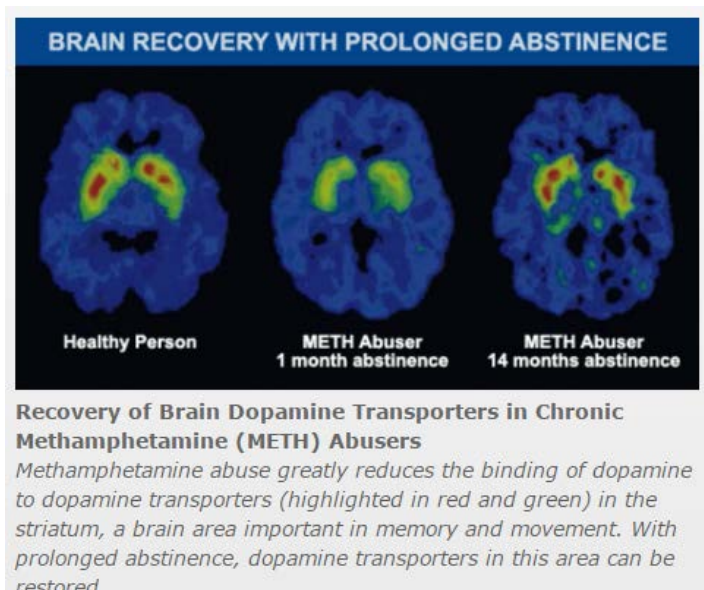 BRAIN RECOVERY WITH PROLONGED ABSTINENCE
Healthy Person
METH Abuser
1 month abstinence
METH Abuser
14 months abstinence
Recovery of Brain Dopamine Transporters in Chronic
Methamphetamine (METH) Abusers
Methamphetamine abuse greatly reduces the binding of dopamine
to dopamine transporters (highlighted in red and green) in the
striatum, a brain area important in memory and movement. With
prolonged abstinence, dopamine transporters in this area can be
restored